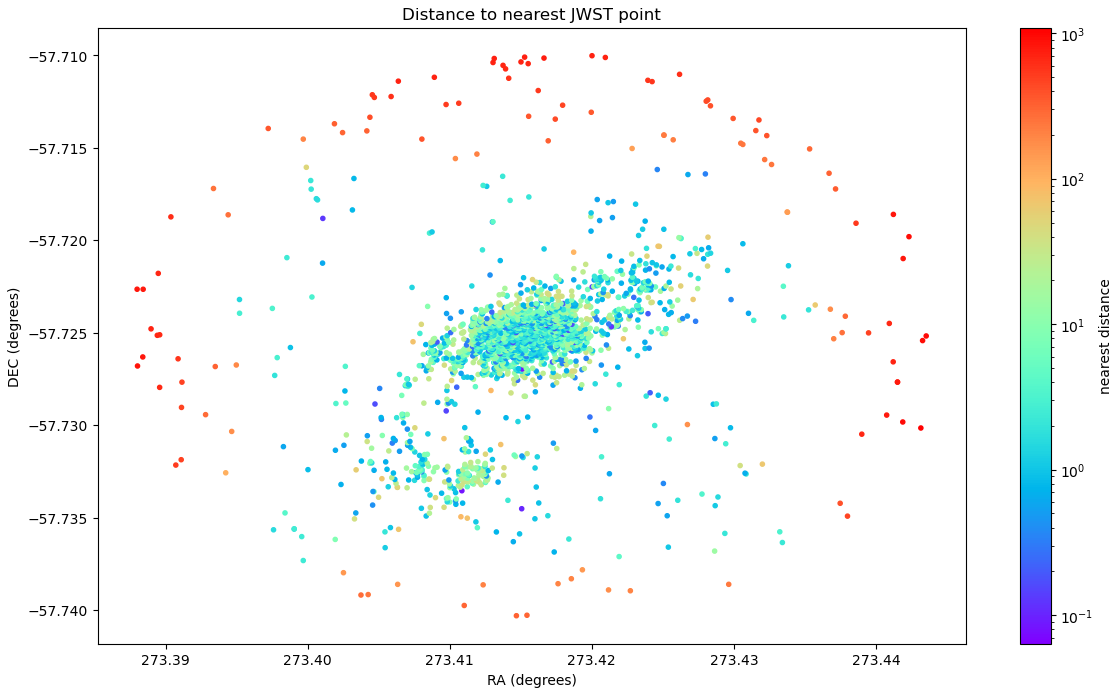 Distance to nearest JWST point
−57.710
−57.715
−57.720
−57.725
−57.730
−57.735
−57.740
DEC (degrees)
273.39 273.40 273.41 273.42 273.43 273.44
RA (degrees)
10³
10²
10¹
10⁰
10⁻¹
nearest distance